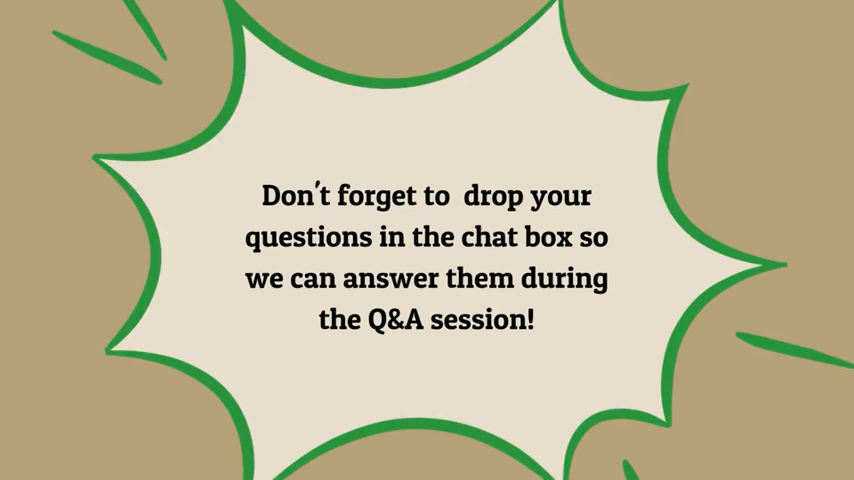 Don't forget to drop your
questions in the chat box so
we can answer them during
the Q&A session!